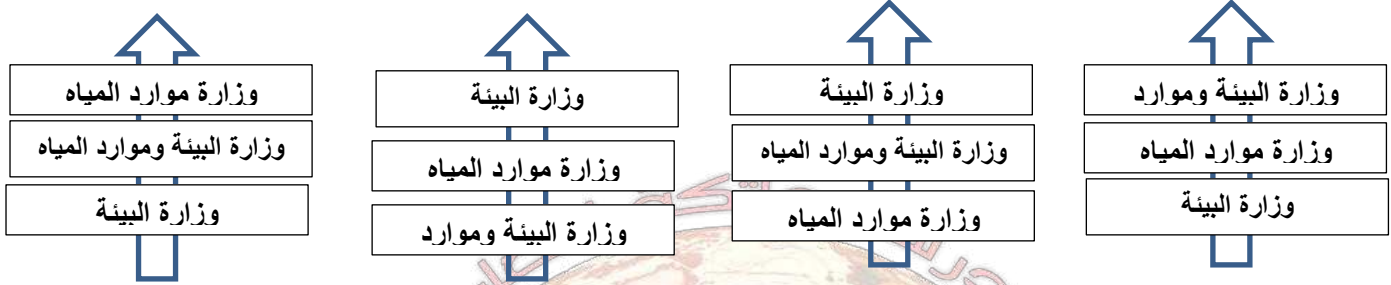 وزارة البيئة وموارد
وزارة موارد المياه
وزارة البيئة
وزارة البيئة
وزارة البيئة وموارد المياه
وزارة موارد المياه
وزارة البيئة
وزارة موارد المياه
وزارة البيئة وموارد
وزارة موارد المياه
وزارة البيئة وموارد المياه
وزارة البيئة